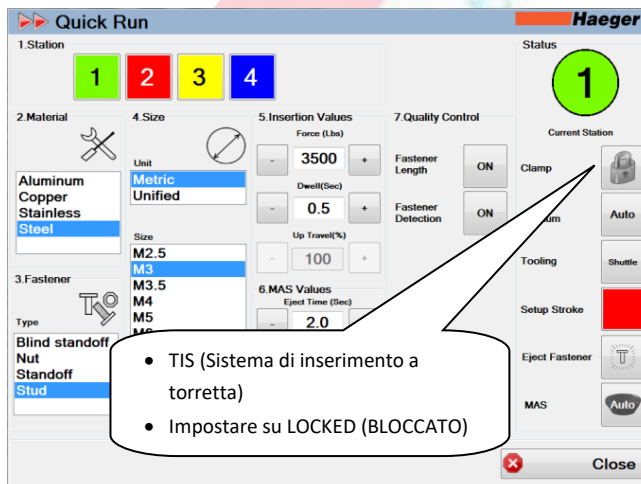 Quick Run
Haeger
1.Station
1
2
3
4
Status
1
Current Station
2.Material
Aluminum
Copper
Stainless
Steel
3.Fastener
Type
Blind standoff
Nut
Standoff
Stud
4.Size
Unit
Metric
Unified
Size
M2.5
M3
M3.5
M4
M5
5.Insertion Values
Force (Lbs)
- 3500 +
Dwell(Sec)
- 0.5 +
Up Travel(%)
- 100 +
6.MAS Values
Eject Time (Sec)
- 2.0
7.Quality Control
Fastener
Length
ON
Fastener
Detection
ON
Clamp
Auto
Tooling
Shuttle
Setup Stroke
Eject Fastener
T
MAS
Auto
• TIS (Sistema di inserimento a
torretta)
• Impostare su LOCKED (BLOCCATO)
Close